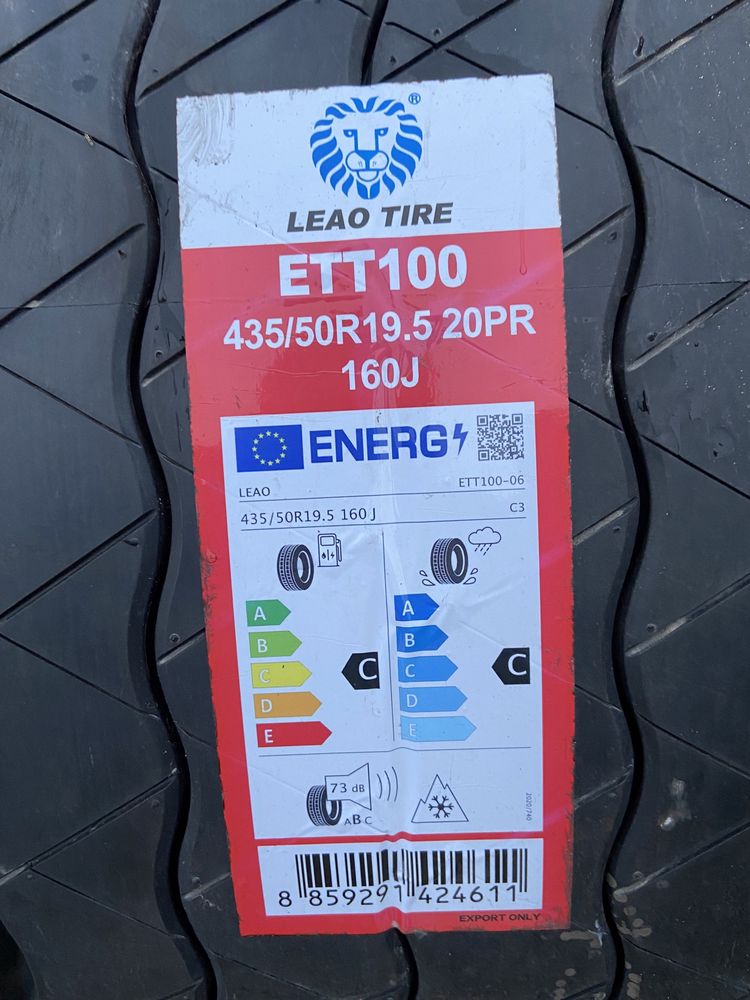 ®
LEAO TIRE
ETT100
435/50R19.5 20PR
160J
ENERG
LEAO ETT100-06
435/50R19.5 160 J C3
A A
B B
C C C C
D D
E E
73 dB
ABC
2020/740
8 859291 424611
EXPORT ONLY